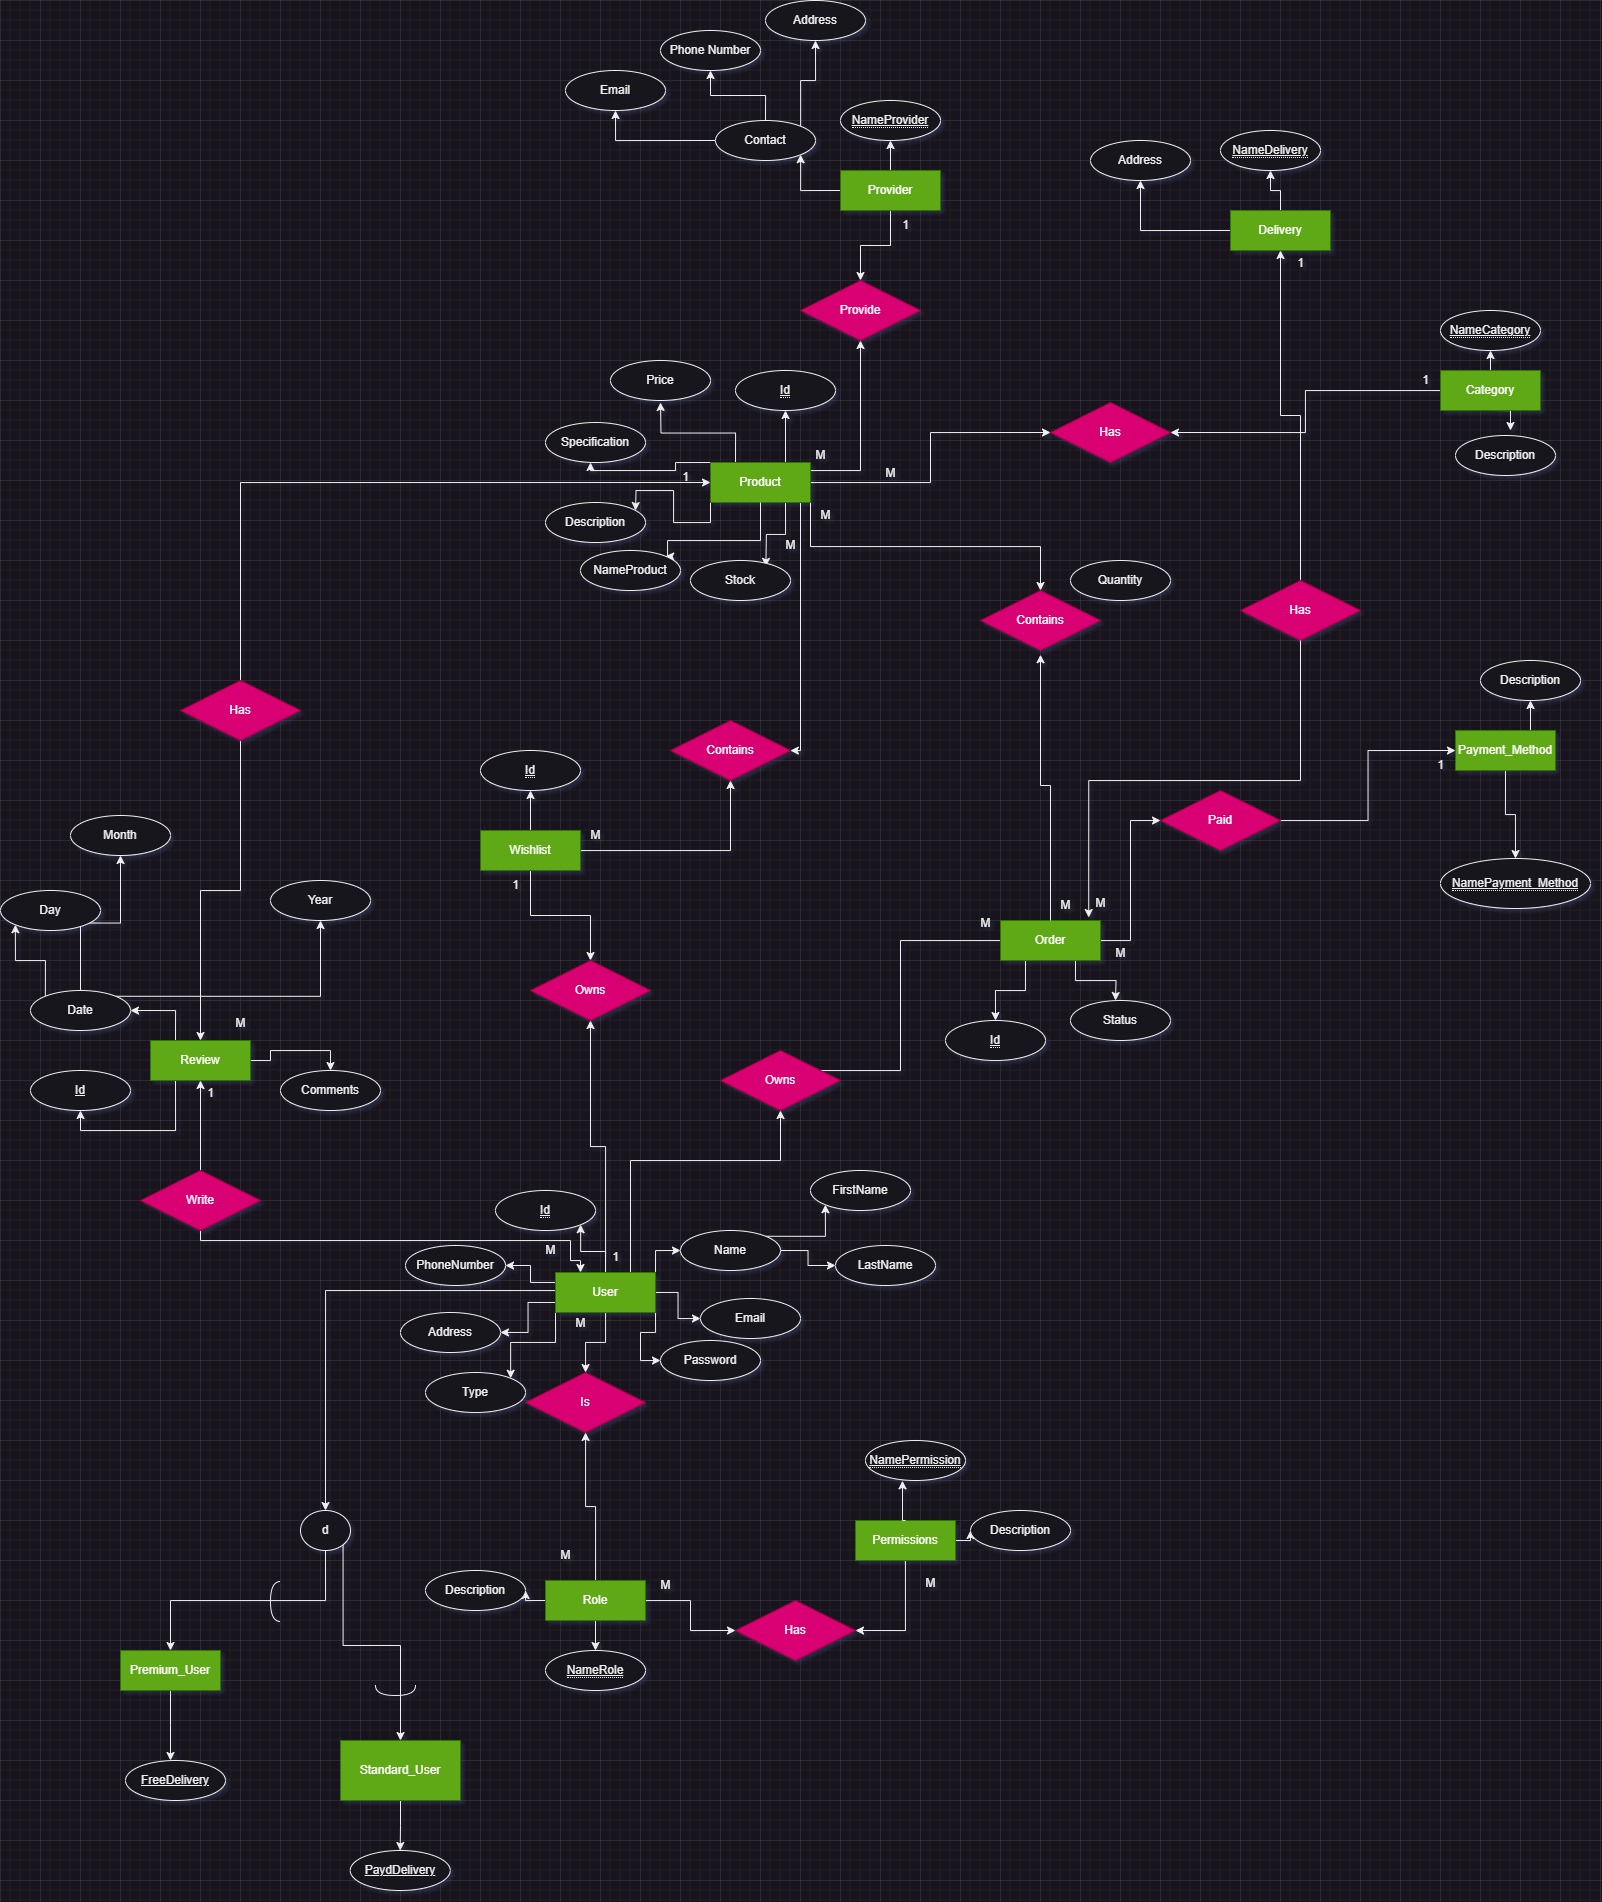 Address
Phone Number
Email
NameProvider
Contact
NameDelivery
Address
Provider
1
Delivery
1
Provide
NameCategory
Price
Id
1
Category
Has
Specification
M
Description
M
1
Product
M
Description
M
NameProduct
Stock
Quantity
Contains
Has
Description
Has
Contains
Payment_Method
1
Id
Paid
Month
M
Wishlist
NamePayment_Method
1
Year
Day
M
M
M
Order
M
Owns
Date
M
Status
Id
Review
Owns
Id
1
Comments
FirstName
Write
Id
M
1
Name
PhoneNumber
LastName
User
Email
M
Address
Password
Type
Is
NamePermission
d
Description
Permissions
M
M
M
Description
Role
Has
Premium_User
NameRole
Standard_User
FreeDelivery
PaydDelivery